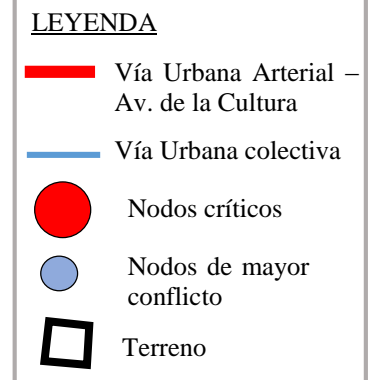 LEYENDA
Vía Urbana Arterial –
Av. de la Cultura
Vía Urbana colectiva
Nodos críticos
Nodos de mayor
conflicto
Terreno